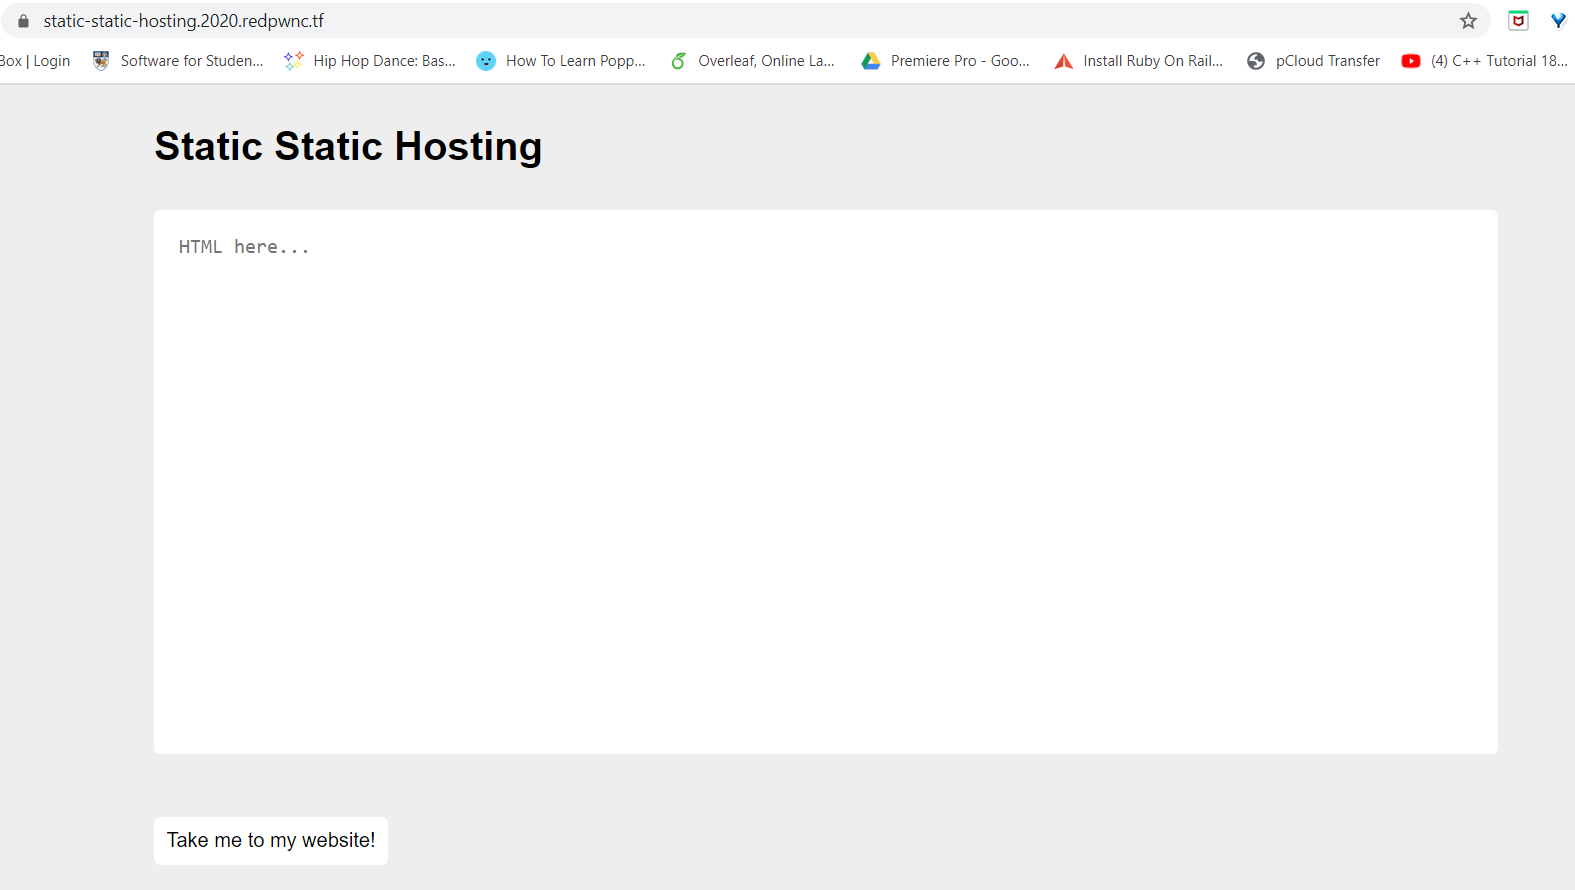 static-static-hosting.2020.redpwnc.tf
Box | Login Software for Studen... Hip Hop Dance: Bas... How To Learn Popp... Overleaf, Online La... Premiere Pro - Goo... Install Ruby On Rail... pCloud Transfer (4) C++ Tutorial 18...
Static Static Hosting
HTML here...
Take me to my website!